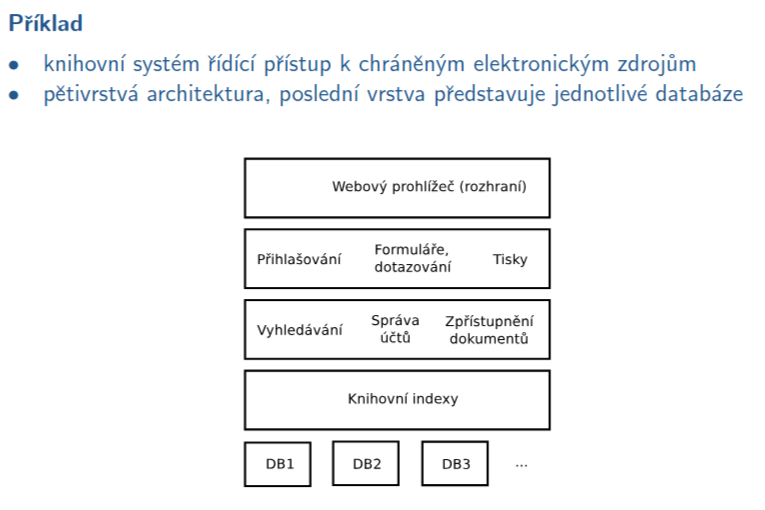 Příklad
• knihovní systém řídící přístup k chráněným elektronickým zdrojům
• pětivrstvá architektura, poslední vrstva představuje jednotlivé databáze
Webový prohlížeč (rozhraní)
Přihlašování
Formuláře,
dotazování
Tisky
Vyhledávání
Správa
účtů
Zpřístupnění
dokumentů
Knihovní indexy
DB1
DB2
DB3
...